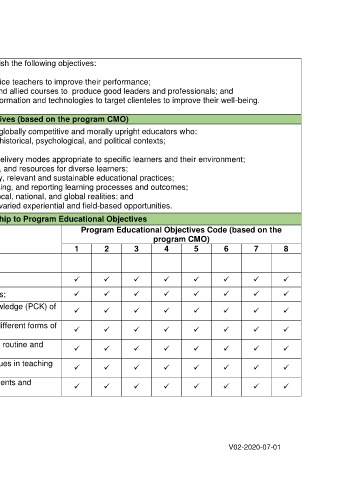 ish the following objectives:
ice teachers to improve their performance;
nd allied courses to produce good leaders and professionals; and
ormation and technologies to target clienteles to improve their well-being.
ives (based on the program CMO)
globally competitive and morally upright educators who:
historical, psychological, and political contexts;
elivery modes appropriate to specific learners and their environment;
, and resources for diverse learners;
y, relevant and sustainable educational practices;
sing, and reporting learning processes and outcomes;
ocal, national, and global realities; and
varied experiential and field-based opportunities.
ship to Program Educational Objectives
Program Educational Objectives Code (based on the
program CMO)
1 2 3 4 5 6 7 8
✓ ✓ ✓ ✓ ✓ ✓ ✓ ✓
s: ✓ ✓ ✓ ✓ ✓ ✓ ✓ ✓
wledge (PCK) of ✓ ✓ ✓ ✓ ✓ ✓ ✓ ✓
ifferent forms of ✓ ✓ ✓ ✓ ✓ ✓ ✓ ✓
routine and ✓ ✓ ✓ ✓ ✓ ✓ ✓ ✓
ues in teaching ✓ ✓ ✓ ✓ ✓ ✓ ✓ ✓
ents and ✓ ✓ ✓ ✓ ✓ ✓ ✓ ✓
V02-2020-07-01